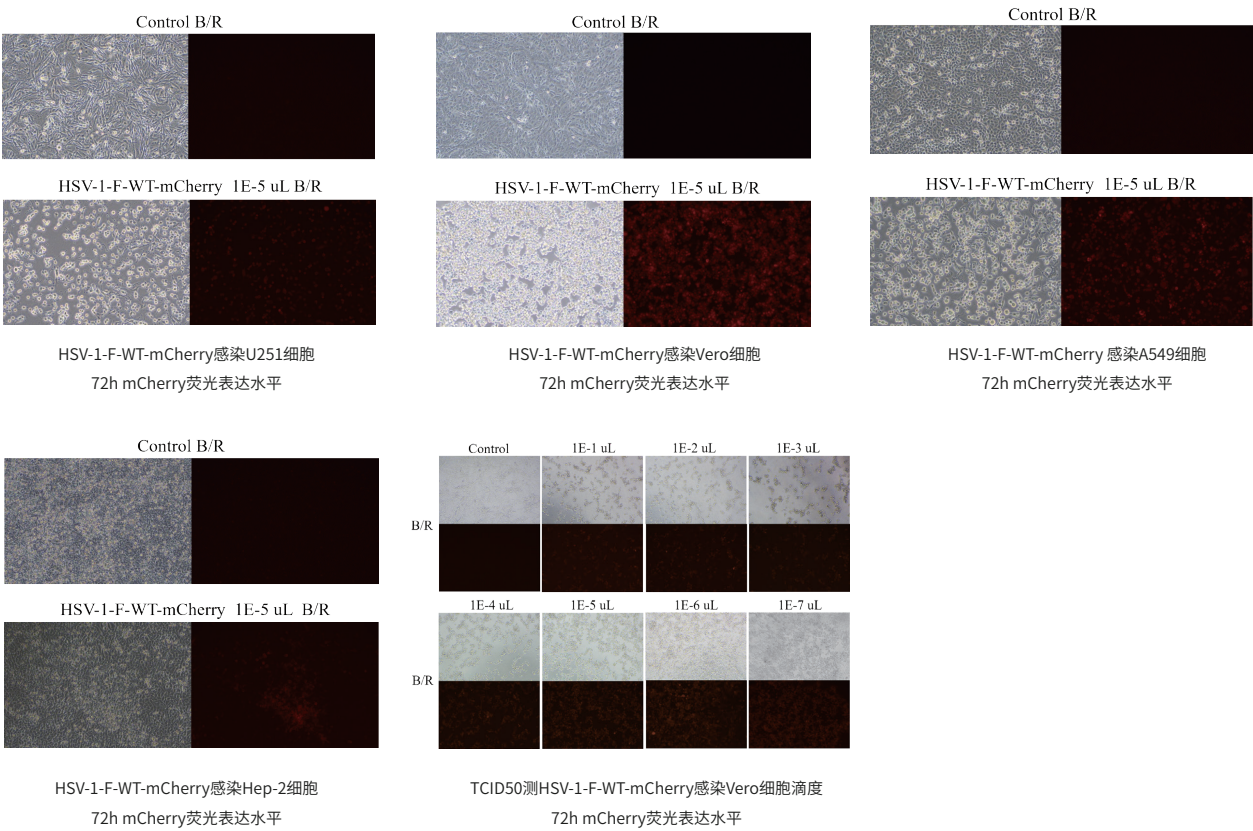 Control B/R
HSV-1-F-WT-mCherry 1E-5 uL B/R
HSV-1-F-WT-mCherry感染U251细胞
72h mCherry荧光表达水平
Control B/R
HSV-1-F-WT-mCherry 1E-5 uL B/R
HSV-1-F-WT-mCherry感染Vero细胞
72h mCherry荧光表达水平
Control B/R
HSV-1-F-WT-mCherry 1E-5 uL B/R
HSV-1-F-WT-mCherry 感染A549细胞
72h mCherry荧光表达水平
Control B/R
HSV-1-F-WT-mCherry 1E-5 uL B/R
HSV-1-F-WT-mCherry感染Hep-2细胞
72h mCherry荧光表达水平
Control 1E-1 uL 1E-2 uL 1E-3 uL
B/R
1E-4 uL 1E-5 uL 1E-6 uL 1E-7 uL
B/R
TCID50测HSV-1-F-WT-mCherry感染Vero细胞滴度
72h mCherry荧光表达水平